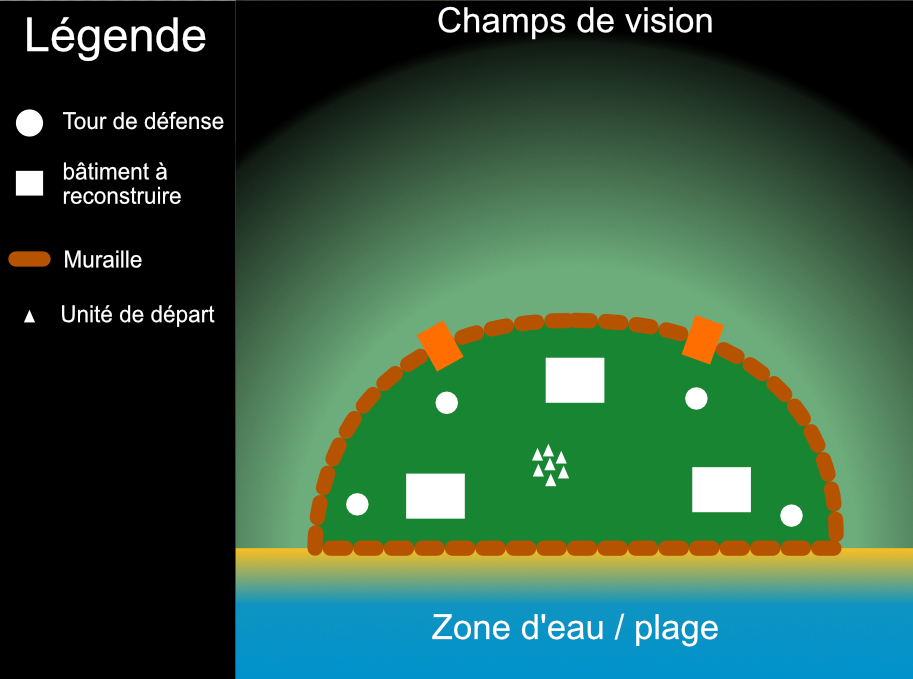 Légende
Tour de défense
bâtiment à
reconstruire
Muraille
Unité de départ
Champs de vision
Zone d'eau / plage